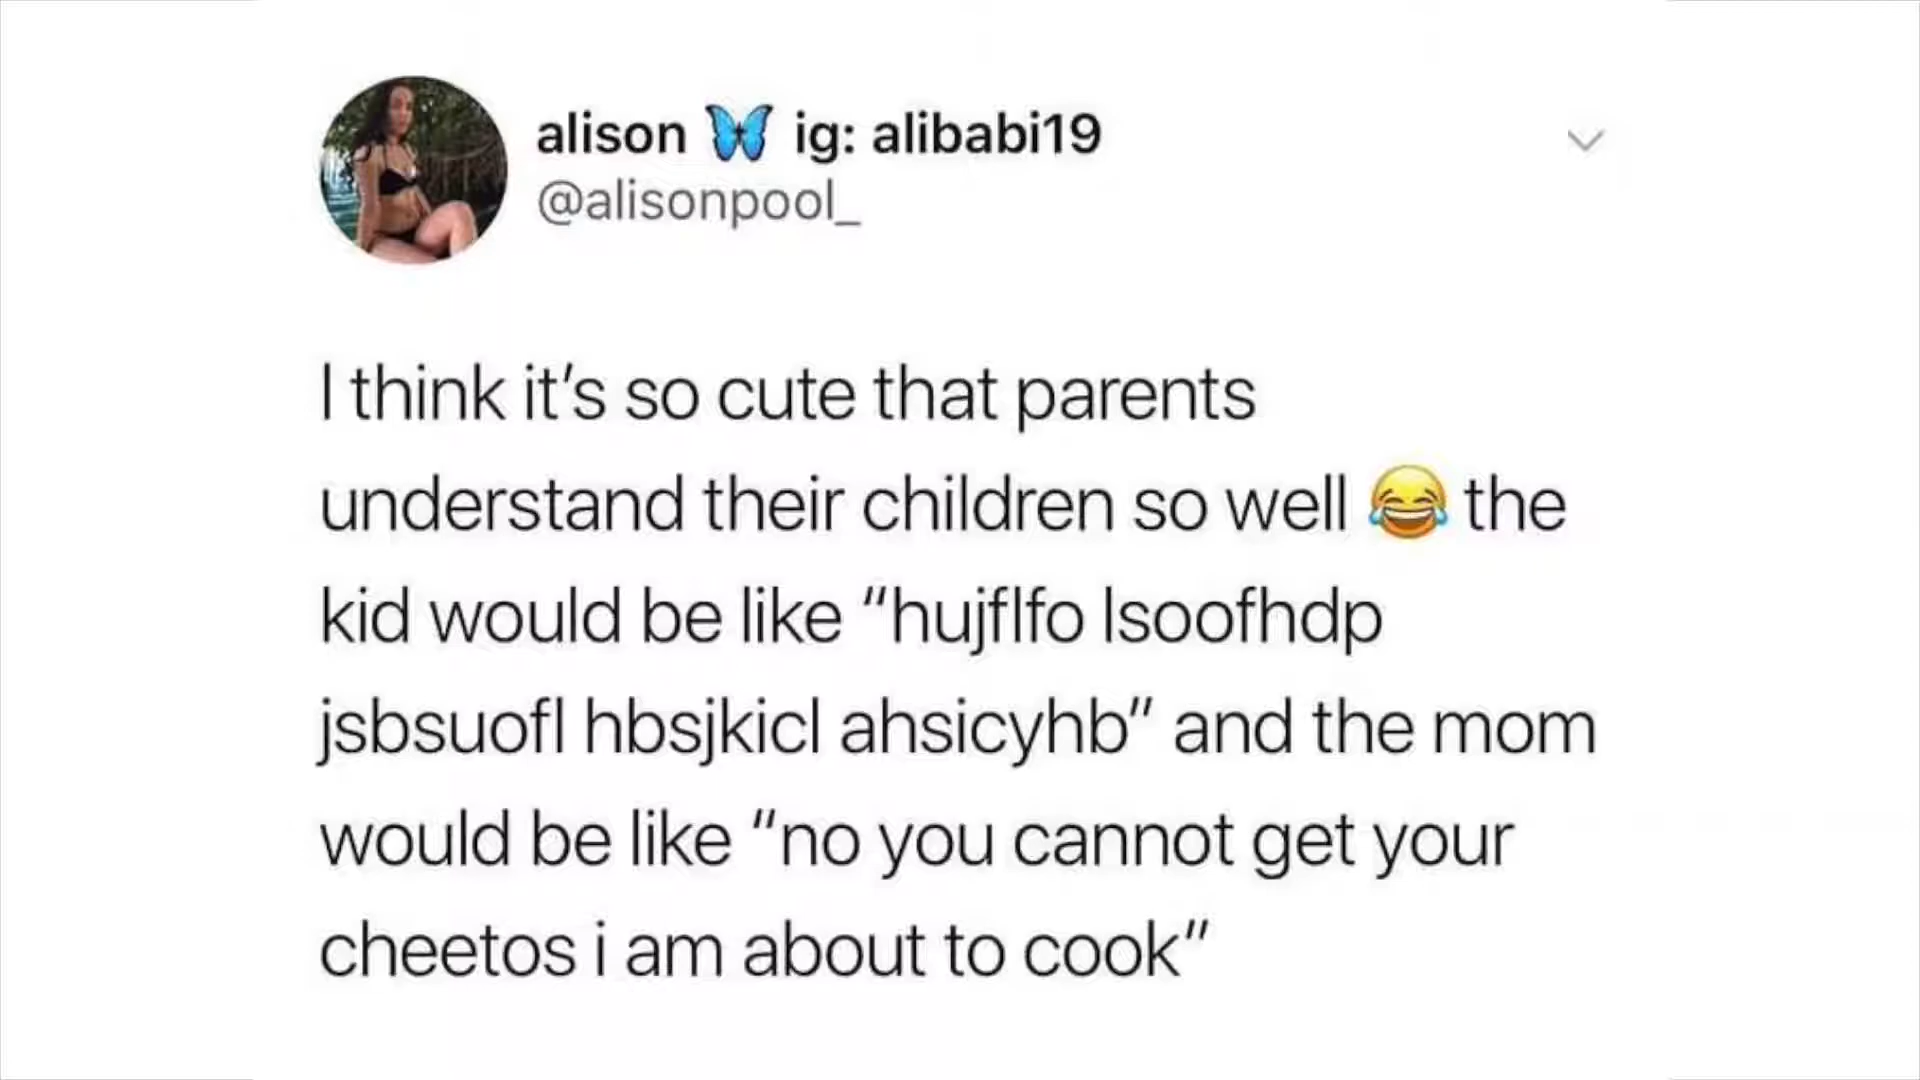 alison 🦋 ig: alibabi19
@alisonpool_
I think it's so cute that parents
understand their children so well 😂 the
kid would be like "hujflfo lsoofhdp
jsbsuofl hbsjkicl ahsicyhb" and the mom
would be like "no you cannot get your
cheetos i am about to cook"